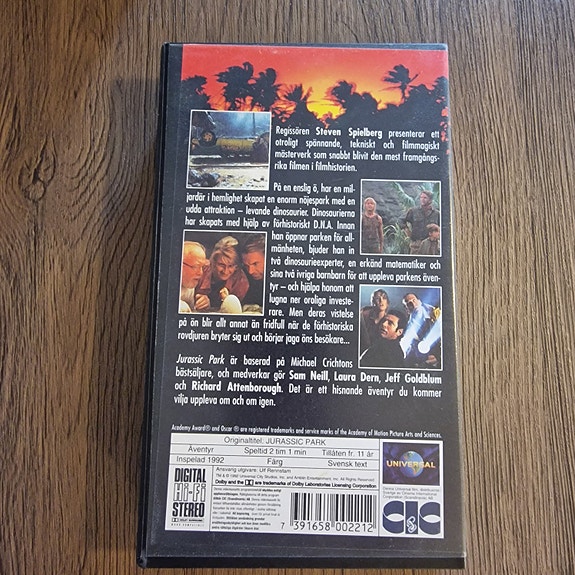 Regissören Steven Spielberg presenterar ett
otroligt spännande, tekniskt och filmmagiskt
mästerverk som snabbt blivit den mest framgångs-
rika filmen i filmhistorien.
På en enslig ö, har en mil-
jardär i hemlighet skapat en enorm nöjespark med en
udda attraktion – levande dinosaurier. Dinosaurierna
har skapats med hjälp av förhistoriskt D.N.A. Innan
han öppnar parken för all-
mänheten, bjuder han in
två dinosaurieexperter, en erkänd matematiker och
sina två ivriga barnbarn för att uppleva parkens även-
tyr – och hjälpa honom att
lugna ner oroliga investe-
rare. Men deras vistelse
på ön blir allt annat än fridfull när de förhistoriska
rovdjuren bryter sig ut och börjar jaga öns besökare...
Jurassic Park är baserad på Michael Crichtons
bästsäljare, och medverkar gör Sam Neill, Laura Dern, Jeff Goldblum
och Richard Attenborough. Det är ett hisnande äventyr du kommer
vilja uppleva om och om igen.
Academy Award® and Oscar ® are registered trademarks and service marks of the Academy of Motion Picture Arts and Sciences.
Originaltitel: JURASSIC PARK
Äventyr Speltid 2 tim 1 min Tillåten fr. 11 år
Inspelad 1992 Färg Svensk text
Ansvarig utgivare: Ulf Rennstam
Dolby and the are trademarks of Dolby Laboratories Licensing Corporation
DIGITAL
HI-FI
STEREO
DOLBY SURROUND
7 391658 002212
UNIVERSAL
CIC